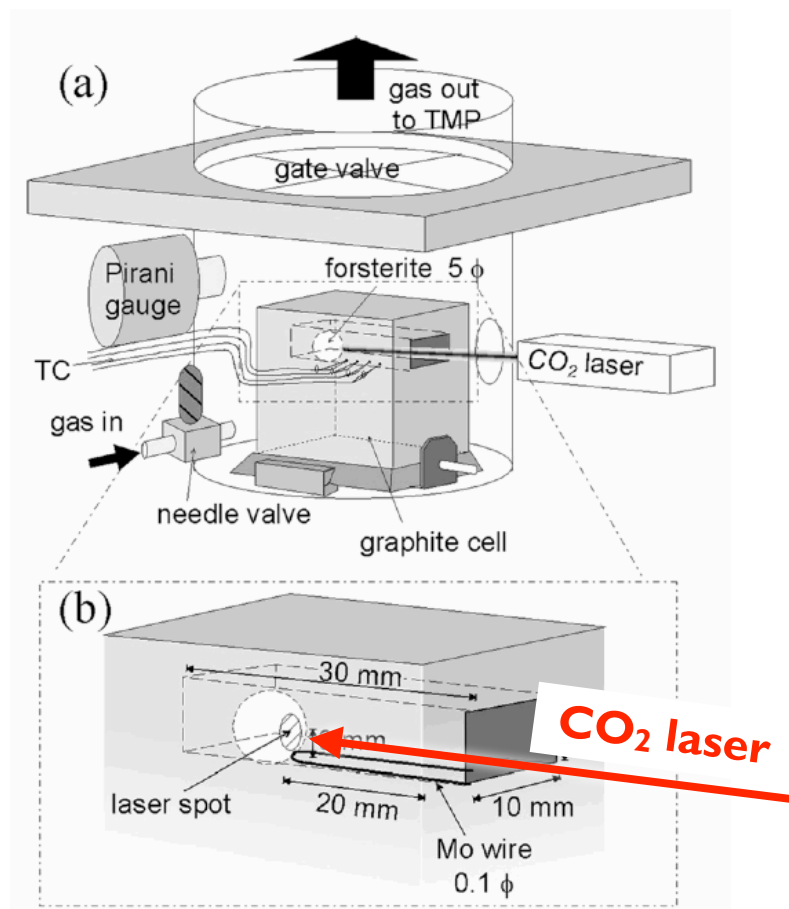 (a)
gas out
to TMP
gate valve
Pirani
gauge
forsterite 5 ϕ
TC
CO₂ laser
gas in
needle valve
graphite cell
(b)
30 mm
mm
CO₂ laser
laser spot
20 mm
10 mm
Mo wire
0.1 ϕ